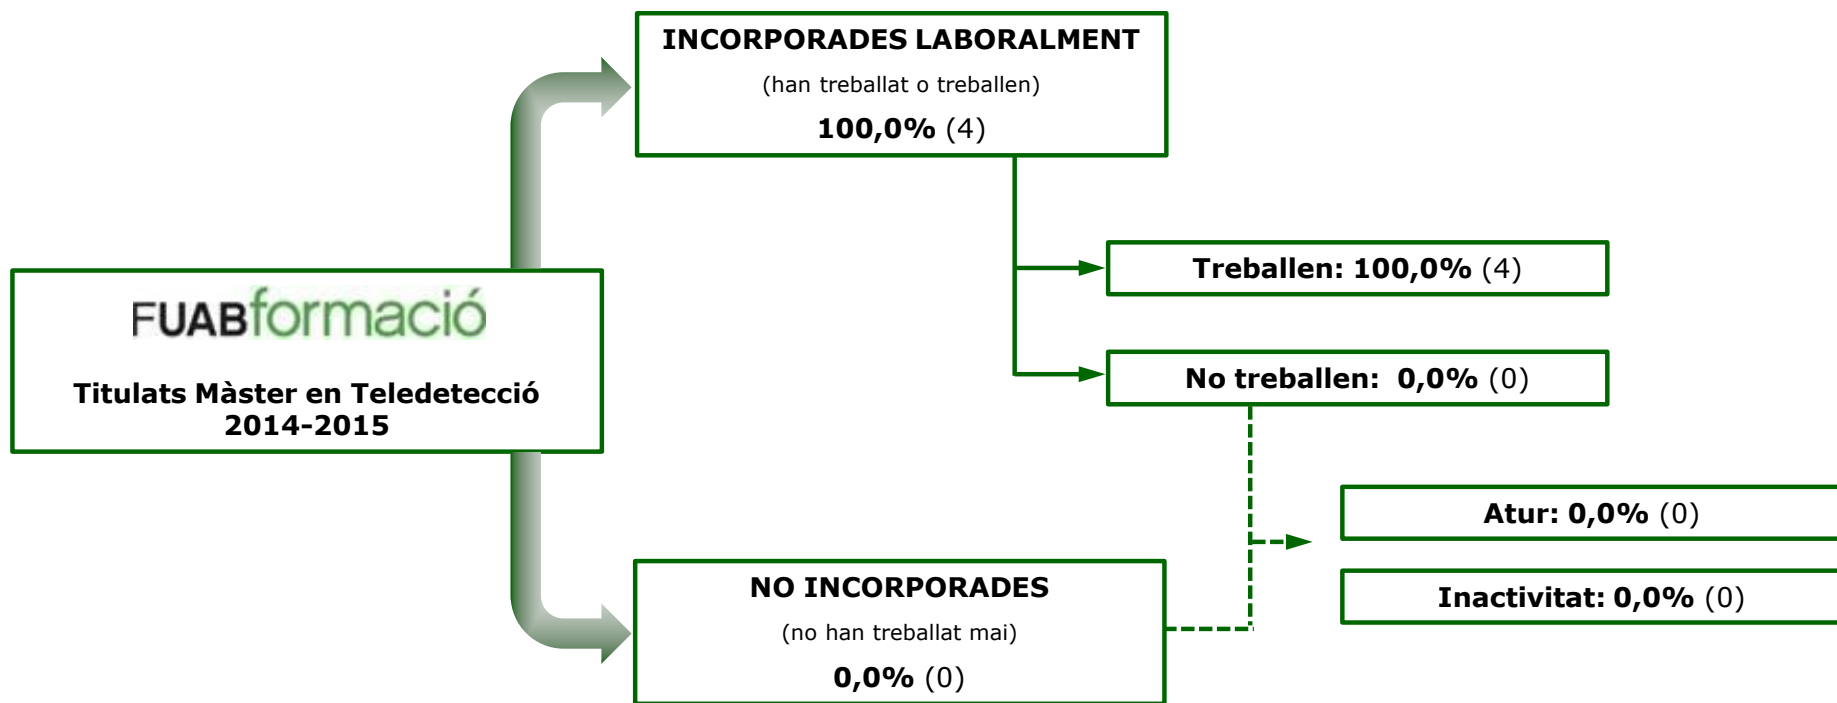 INCORPORADES LABORALMENT
(han treballat o treballen)
100,0% (4)
Treballen: 100,0% (4)
FUABformació
Titulats Màster en Teledetecció
2014-2015
No treballen:  0,0% (0)
Atur: 0,0% (0)
Inactivitat: 0,0% (0)
NO INCORPORADES
(no han treballat mai)
0,0% (0)